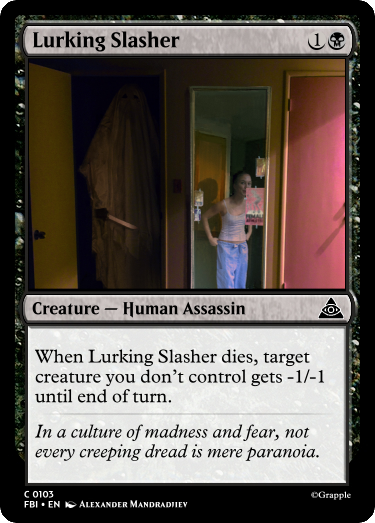 Lurking Slasher 1
Creature — Human Assassin
When Lurking Slasher dies, target
creature you don't control gets -1/-1
until end of turn.
In a culture of madness and fear, not
every creeping dread is mere paranoia.
C 0103
FBI • EN Alexander Mandradjiev
©Grapple